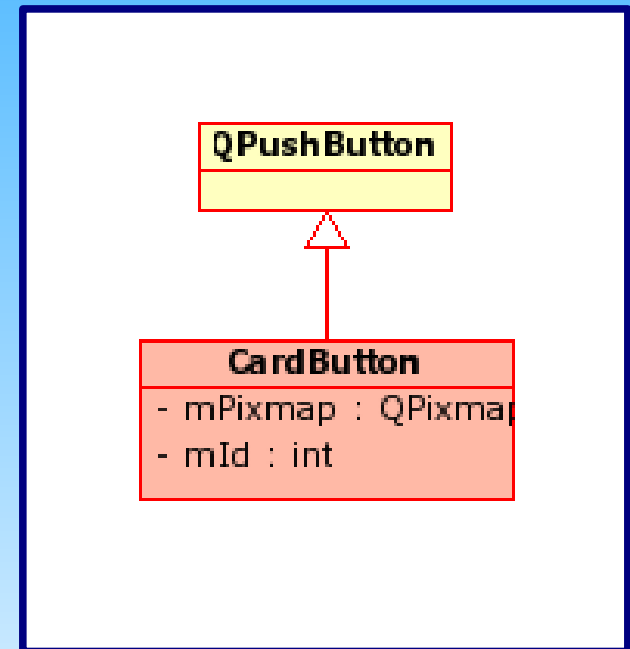 QPushButton
CardButton
- mPixmap : QPixmap
- mId : int